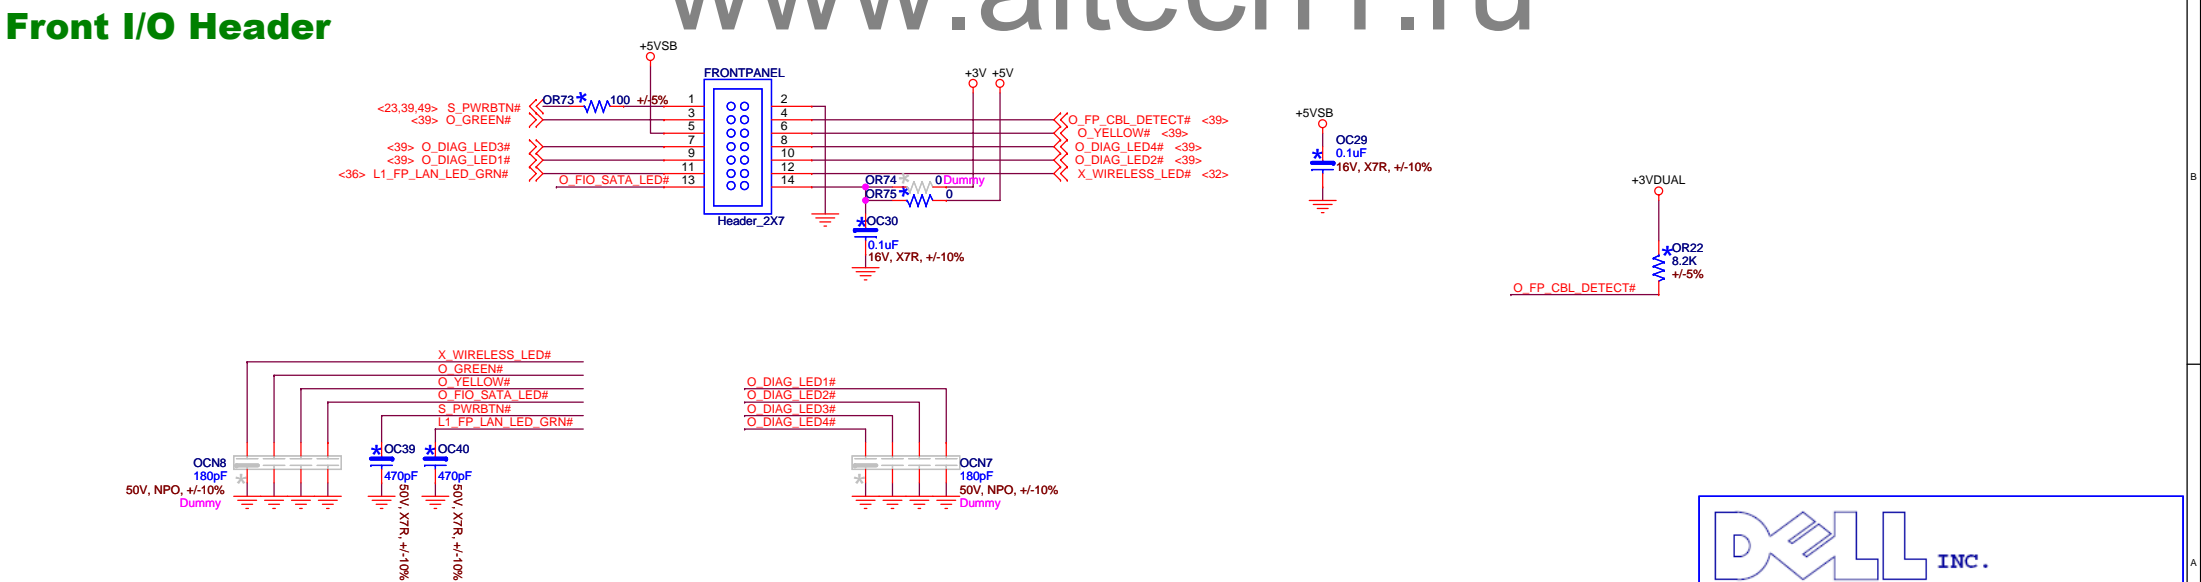 www.aitech1.ru
Front I/O Header
+5VSB
FRONTPANEL
+3V +5V
<23,39,49> S_PWRBTN#
OR73 * 100 +/-5%
1 2
<39> O_GREEN#
3 4
O_FP_CBL_DETECT# <39>
5 6
O_YELLOW# <39>
<39> O_DIAG_LED3#
7 8
O_DIAG_LED4# <39>
<39> O_DIAG_LED1#
9 10
O_DIAG_LED2# <39>
<36> L1_FP_LAN_LED_GRN#
11 12
X_WIRELESS_LED# <32>
O_FIO_SATA_LED# 13 14
OR74 * 0 Dummy
OR75 * 0
Header_2X7
*OC30
0.1uF
16V, X7R, +/-10%
+5VSB
OC29
* 0.1uF
16V, X7R, +/-10%
+3VDUAL
*OR22
8.2K
+/-5%
O_FP_CBL_DETECT#
X_WIRELESS_LED#
O_GREEN#
O_YELLOW#
O_FIO_SATA_LED#
S_PWRBTN#
L1_FP_LAN_LED_GRN#
OCN8
180pF *
50V, NPO, +/-10%
Dummy
* OC39
470pF
50V, X7R, +/-10%
* OC40
470pF
50V, X7R, +/-10%
O_DIAG_LED1#
O_DIAG_LED2#
O_DIAG_LED3#
O_DIAG_LED4#
OCN7
* 180pF
50V, NPO, +/-10%
Dummy
B
A
DELL INC.